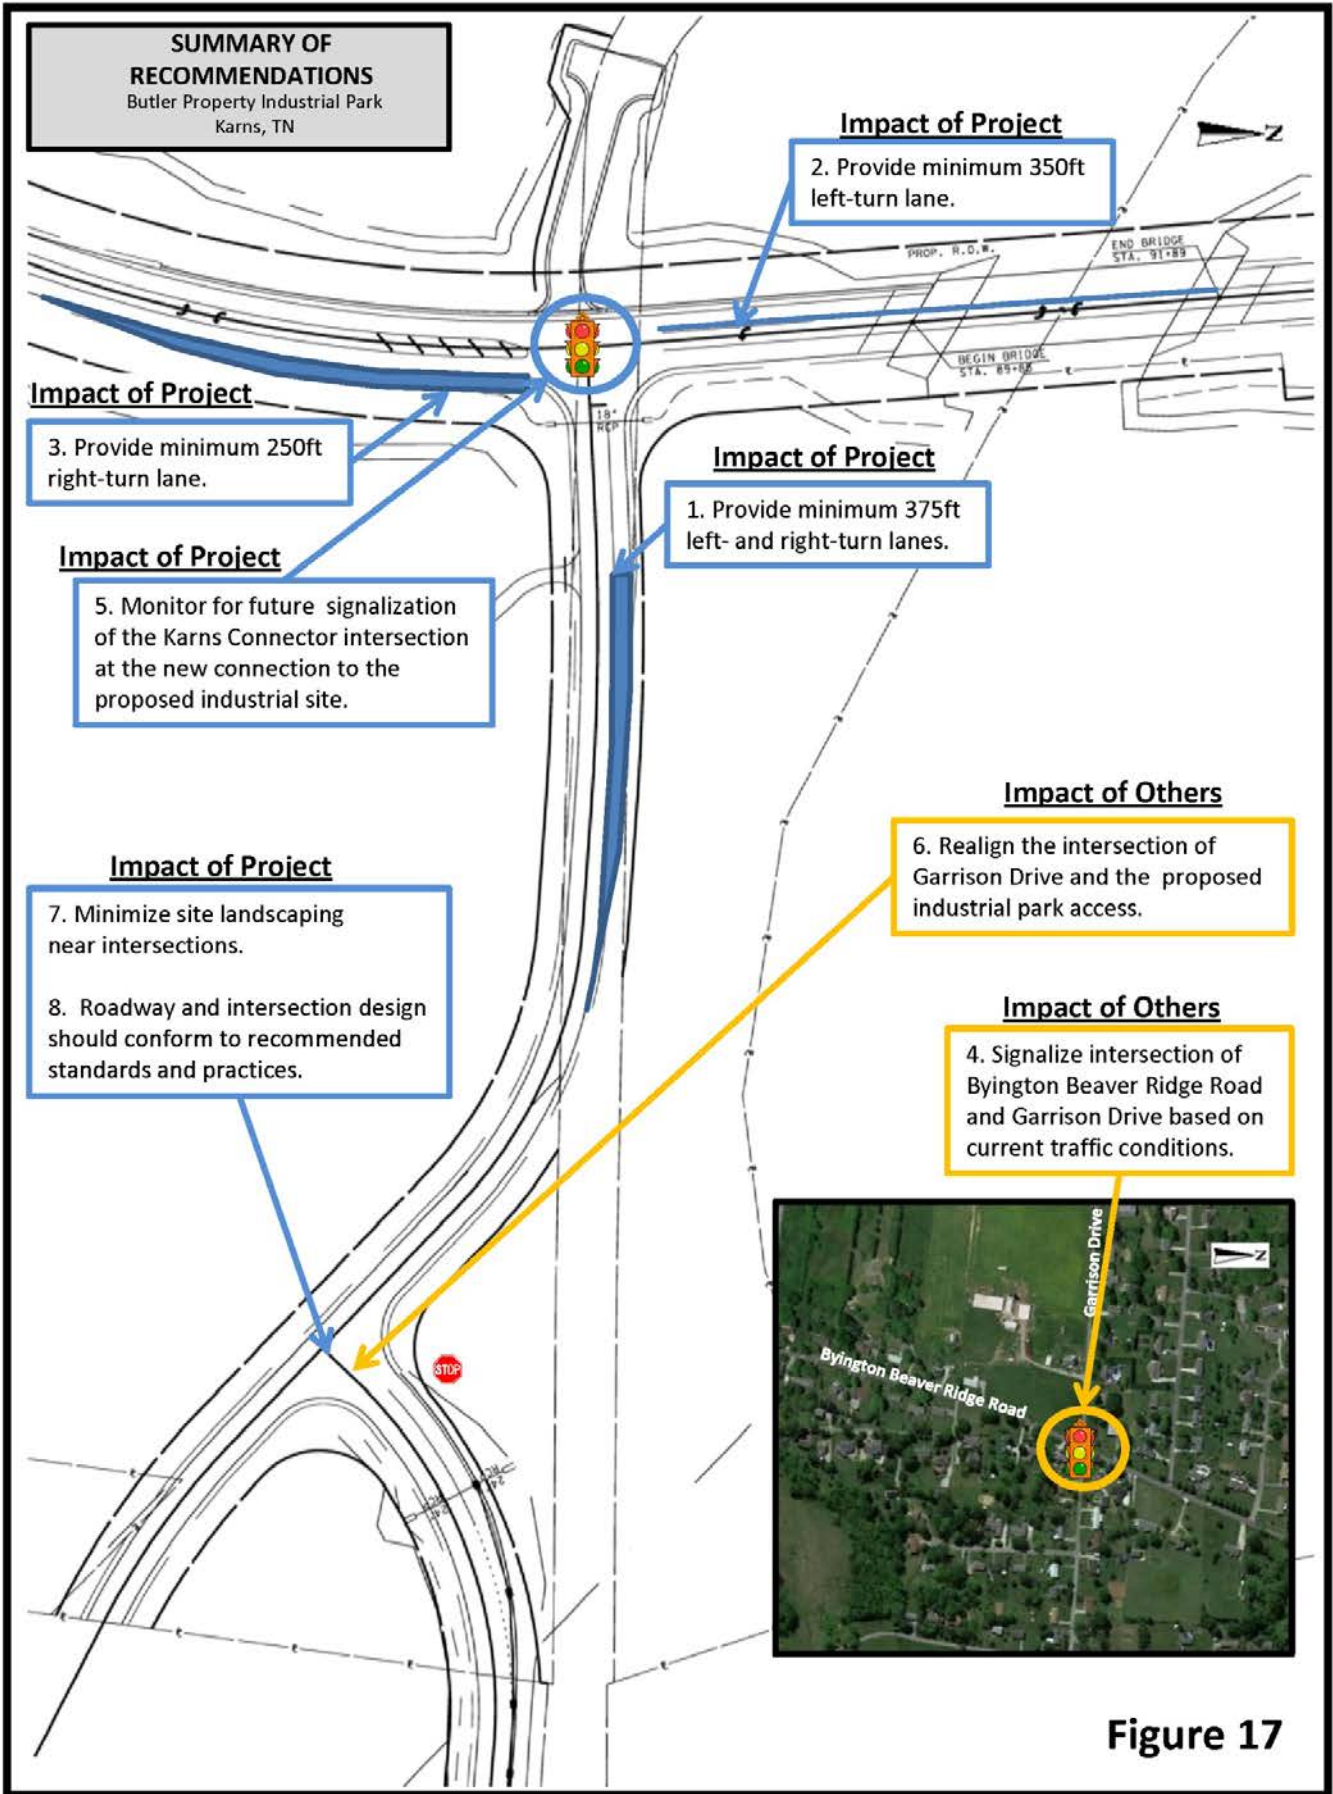 SUMMARY OF
RECOMMENDATIONS
Butler Property Industrial Park
Karns, TN
Impact of Project
2. Provide minimum 350ft
left-turn lane.
N
PROP. R.O.W.
END BRIDGE
STA. 91+89
BEGIN BRIDGE
Impact of Project
3. Provide minimum 250ft
right-turn lane.
18"
RCP
Impact of Project
1. Provide minimum 375ft
left- and right-turn lanes.
Impact of Project
5. Monitor for future signalization
of the Karns Connector intersection
at the new connection to the
proposed industrial site.
Impact of Others
6. Realign the intersection of
Garrison Drive and the proposed
industrial park access.
Impact of Project
7. Minimize site landscaping
near intersections.
8. Roadway and intersection design
should conform to recommended
standards and practices.
Impact of Others
4. Signalize intersection of
Byington Beaver Ridge Road
and Garrison Drive based on
current traffic conditions.
Garrison Drive
N
Byington Beaver Ridge Road
STOP
24"
24"
Figure 17